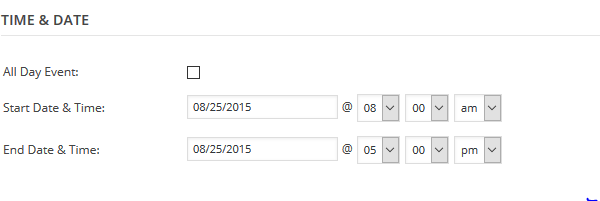 TIME & DATE
All Day Event:
Start Date & Time: 08/25/2015 @ 08 00 am
End Date & Time: 08/25/2015 @ 05 00 pm